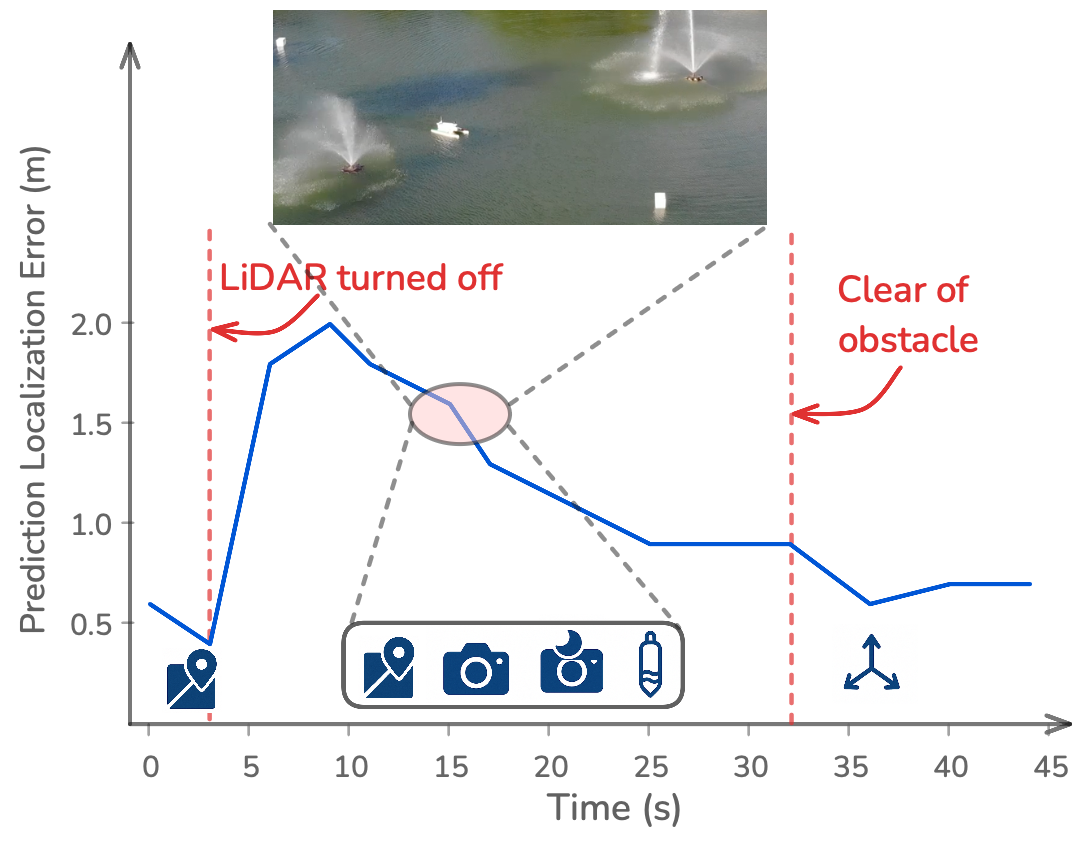 LiDAR turned off
Clear of
obstacle
Prediction Localization Error (m)
2.0
1.5
1.0
0.5
0 5 10 15 20 25 30 35 40 45
Time (s)